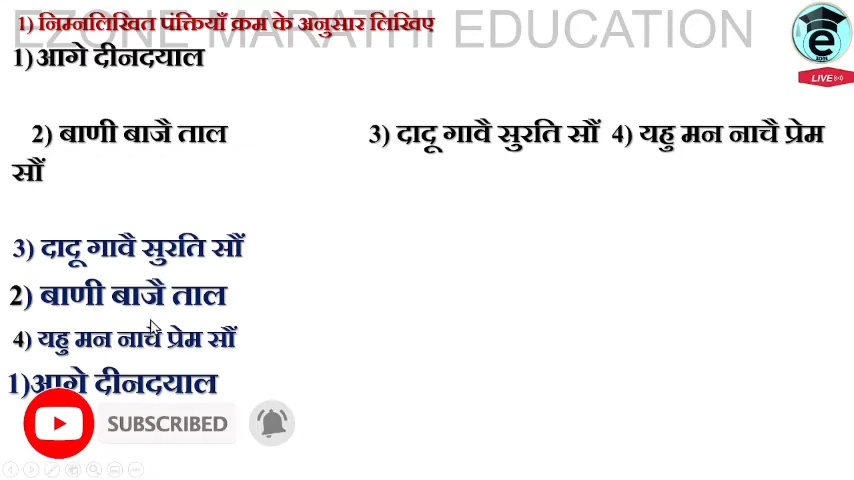 EZONE MARATHI EDUCATION
1) निम्नलिखित पंक्तियाँ क्रम के अनुसार लिखिए
1)आगे दीनदयाल
2) बाणी बाजै ताल 3) दादू गावै सुरति सौं 4) यहु मन नाचै प्रेम
सौं
3) दादू गावै सुरति सौं
2) बाणी बाजै ताल
4) यहु मन नाचै प्रेम सौं
1)आगे दीनदयाल
SUBSCRIBED
e
EZONE
LIVE